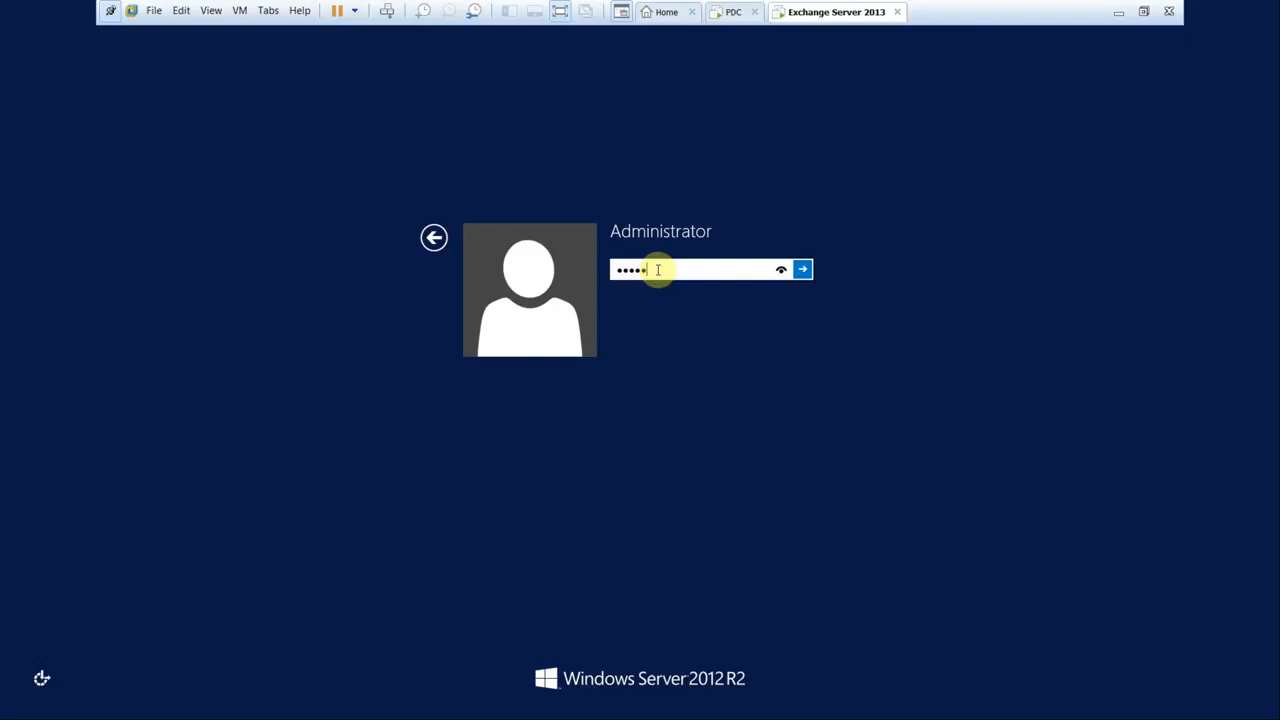 File Edit View VM Tabs Help Home PDC Exchange Server 2013
Administrator
•••••
Windows Server 2012 R2